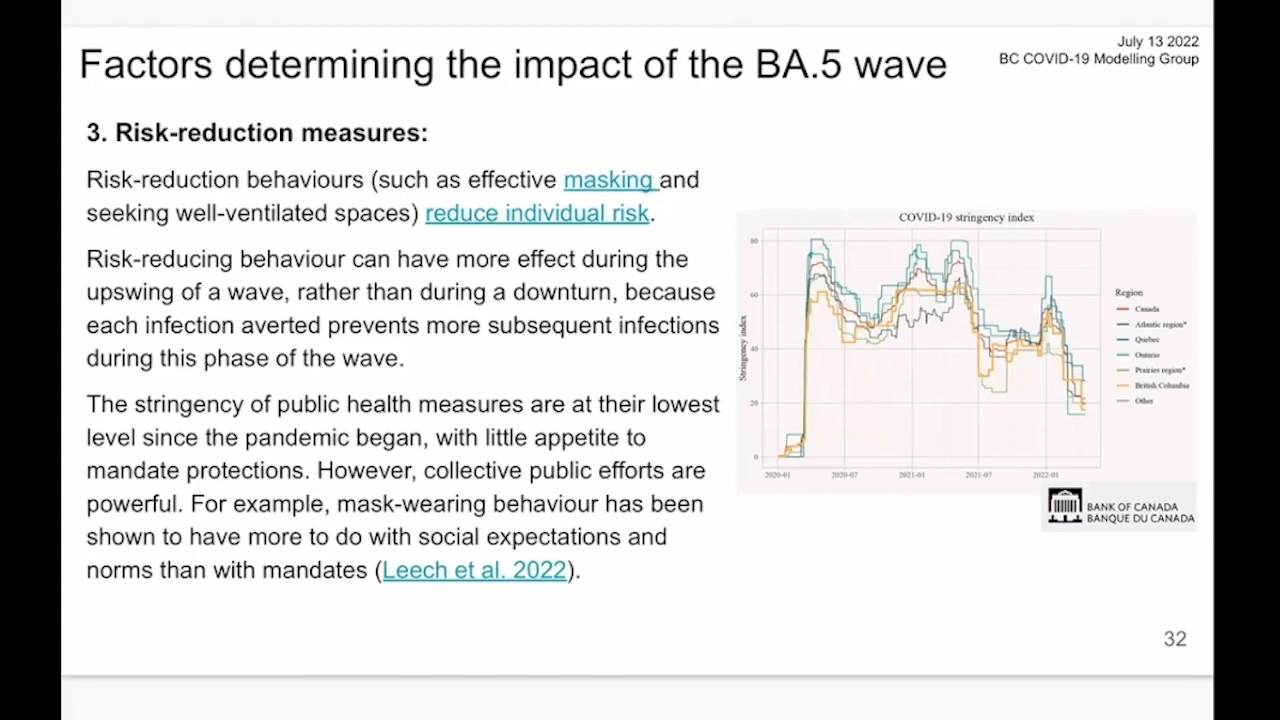 Factors determining the impact of the BA.5 wave
July 13 2022
BC COVID-19 Modelling Group
3. Risk-reduction measures:
Risk-reduction behaviours (such as effective masking and
seeking well-ventilated spaces) reduce individual risk.
Risk-reducing behaviour can have more effect during the
upswing of a wave, rather than during a downturn, because
each infection averted prevents more subsequent infections
during this phase of the wave.
The stringency of public health measures are at their lowest
level since the pandemic began, with little appetite to
mandate protections. However, collective public efforts are
powerful. For example, mask-wearing behaviour has been
shown to have more to do with social expectations and
norms than with mandates (Leech et al. 2022).
COVID-19 stringency index
Stringency index
80
60
40
20
0
2020-01
2020-07
2021-01
2021-07
2022-01
Region
Canada
Atlantic region*
Quebec
Ontario
Prairies region*
British Columbia
Other
BANK OF CANADA
BANQUE DU CANADA
32